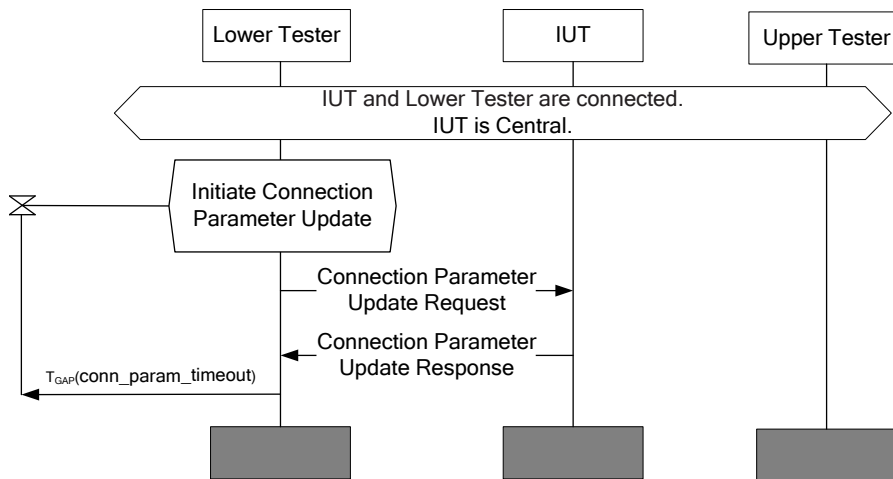 Lower Tester
IUT
Upper Tester
IUT and Lower Tester are connected.
IUT is Central.
Initiate Connection
Parameter Update
Connection Parameter
Update Request
Connection Parameter
Update Response
TGAP(conn_param_timeout)